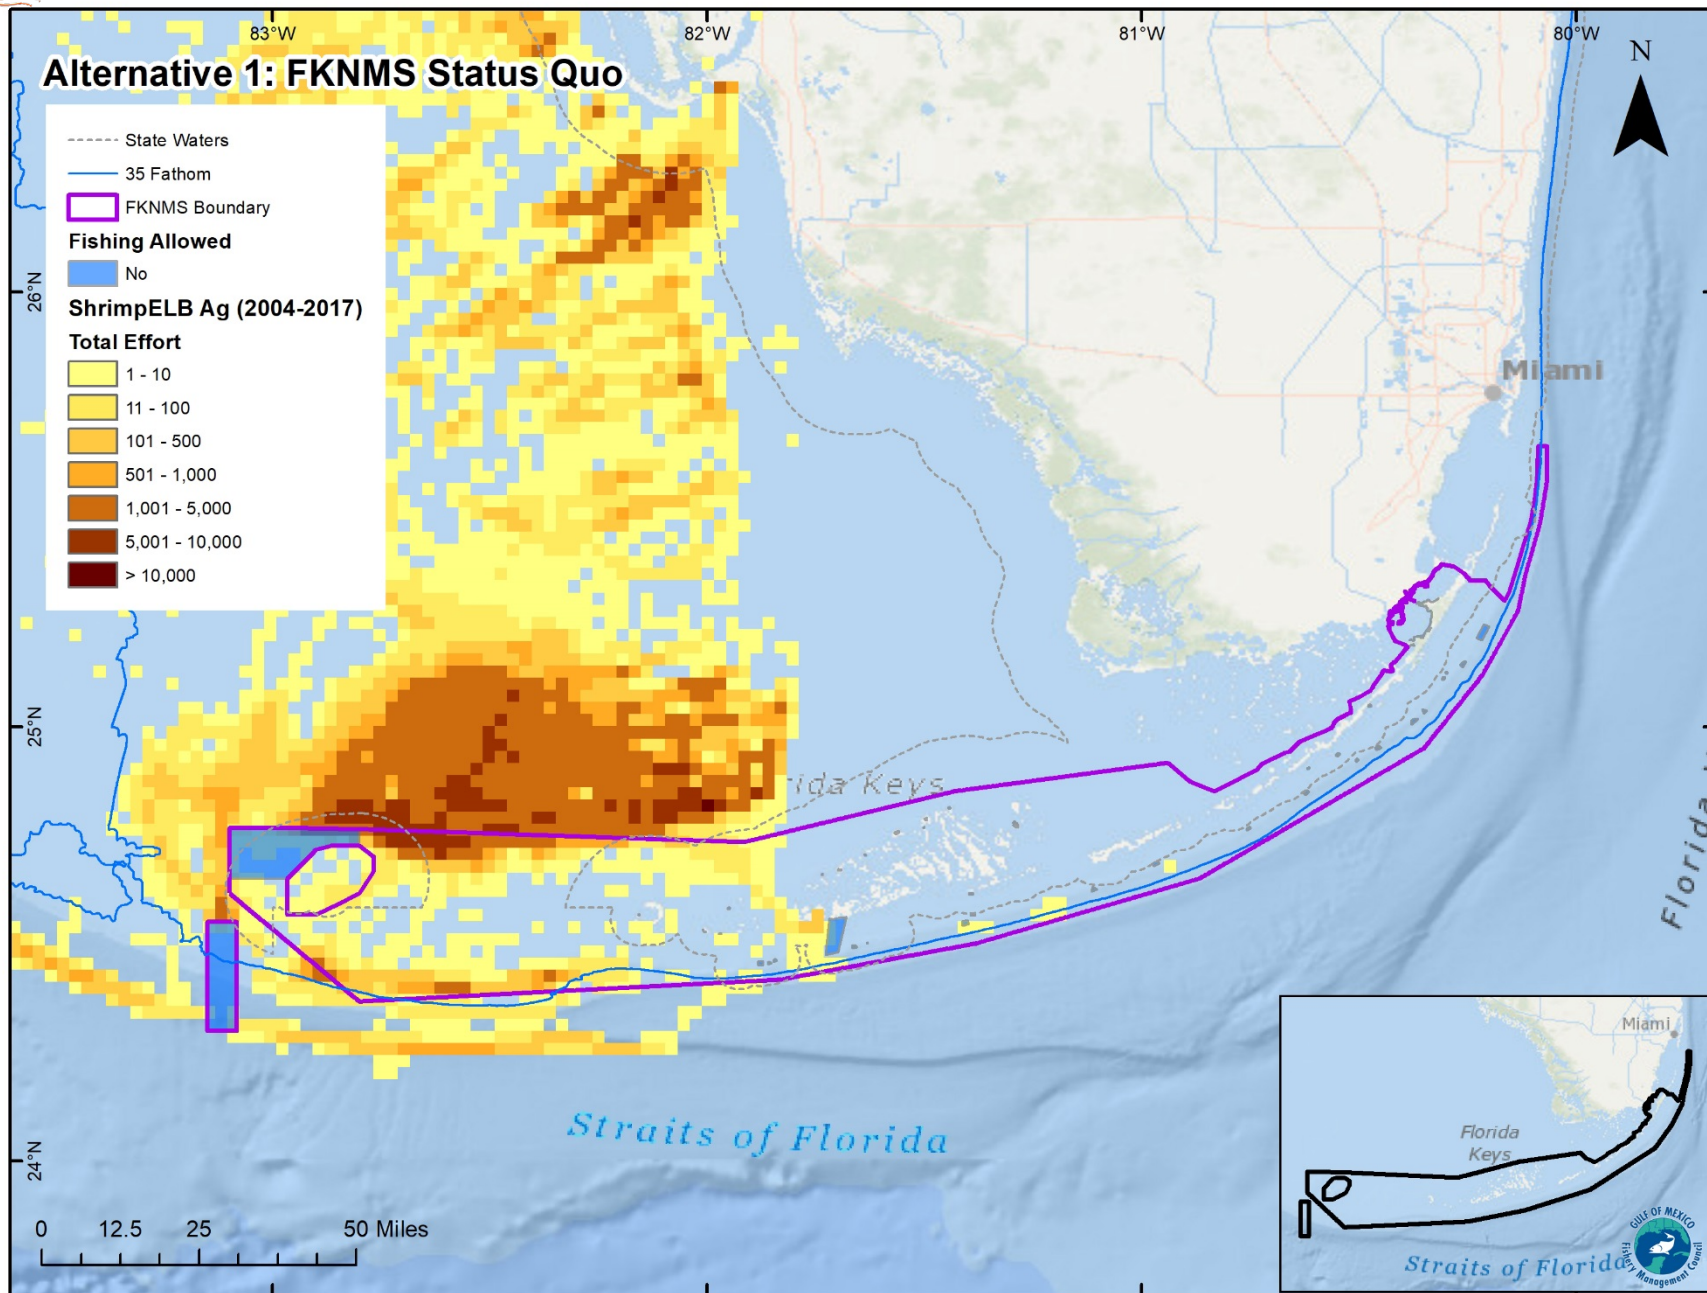 83°W
82°W
81°W
80°W
Alternative 1: FKNMS Status Quo
N
State Waters
35 Fathom
FKNMS Boundary
Fishing Allowed
No
ShrimpELB Ag (2004-2017)
Total Effort
1 - 10
11 - 100
101 - 500
501 - 1,000
1,001 - 5,000
5,001 - 10,000
> 10,000
26°N
25°N
24°N
Miami
rida Keys
Florida
Straits of Florida
0 12.5 25 50 Miles
Miami
Florida
Keys
Straits of Florida
GULF OF MEXICO
Fishery Management Council